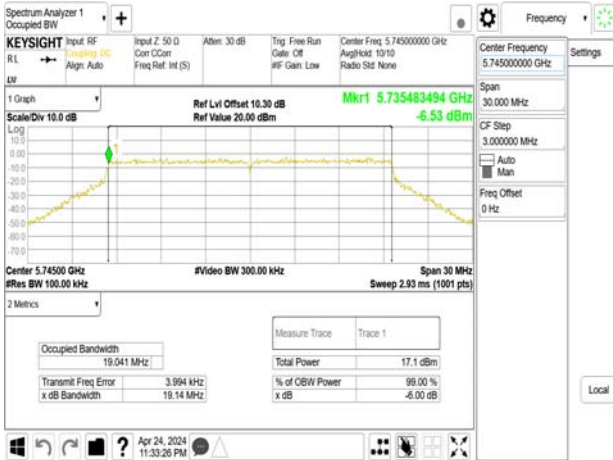 Spectrum Analyzer 1
Occupied BW
+
Frequency
KEYSIGHT
RL
Input: RF
Coupling: DC
Align: Auto
Input Z: 50 Ω
Corr CCorr
Freq Ref: Int (S)
Atten: 30 dB
Trig: Free Run
Gate: Off
#IF Gain: Low
Center Freq: 5.745000000 GHz
Avg|Hold: 10/10
Radio Std: None
1 Graph
Scale/Div 10.0 dB
Ref Lvl Offset 10.30 dB
Ref Value 20.00 dBm
Mkr1 5.735483494 GHz
-6.53 dBm
Log
10.0
0.00
-10.0
-20.0
-30.0
-40.0
-50.0
-60.0
-70.0
1
Center 5.74500 GHz
#Res BW 100.00 kHz
#Video BW 300.00 kHz
Span 30 MHz
Sweep 2.93 ms (1001 pts)
2 Metrics
Measure Trace
Trace 1
Occupied Bandwidth
19.041 MHz
Total Power
17.1 dBm
Transmit Freq Error
3.994 kHz
% of OBW Power
99.00 %
x dB Bandwidth
19.14 MHz
x dB
-6.00 dB
Center Frequency
5.745000000 GHz
Settings
Span
30.000 MHz
CF Step
3.000000 MHz
Auto
Man
Freq Offset
0 Hz
Local
?
Apr 24, 2024
11:33:26 PM